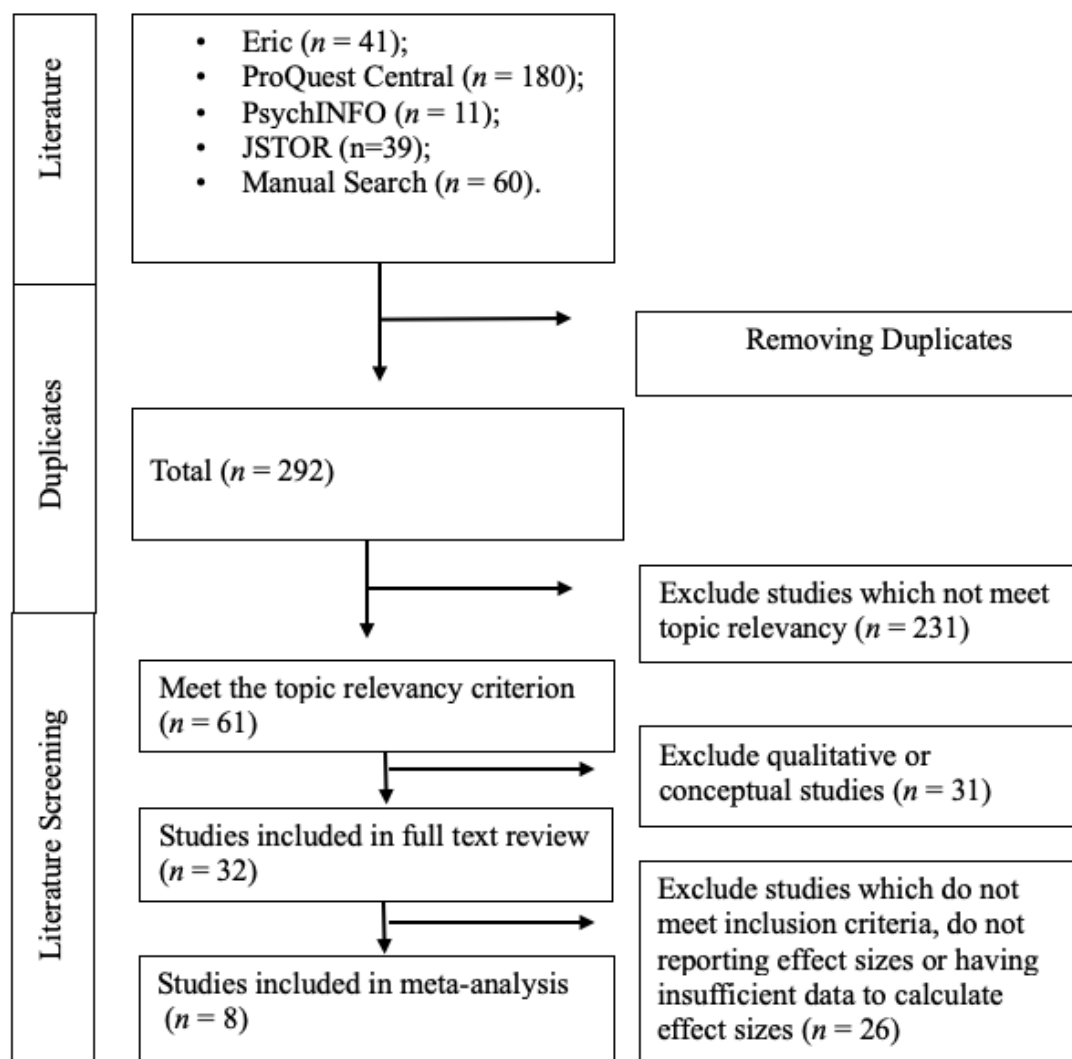 Literature
• Eric (n = 41);
• ProQuest Central (n = 180);
• PsychINFO (n = 11);
• JSTOR (n=39);
• Manual Search (n = 60).
Duplicates
Removing Duplicates
Total (n = 292)
Literature Screening
Exclude studies which not meet
topic relevancy (n = 231)
Meet the topic relevancy criterion
(n = 61)
Exclude qualitative or
conceptual studies (n = 31)
Studies included in full text review
(n = 32)
Exclude studies which do not
meet inclusion criteria, do not
reporting effect sizes or having
insufficient data to calculate
effect sizes (n = 26)
Studies included in meta-analysis
(n = 8)